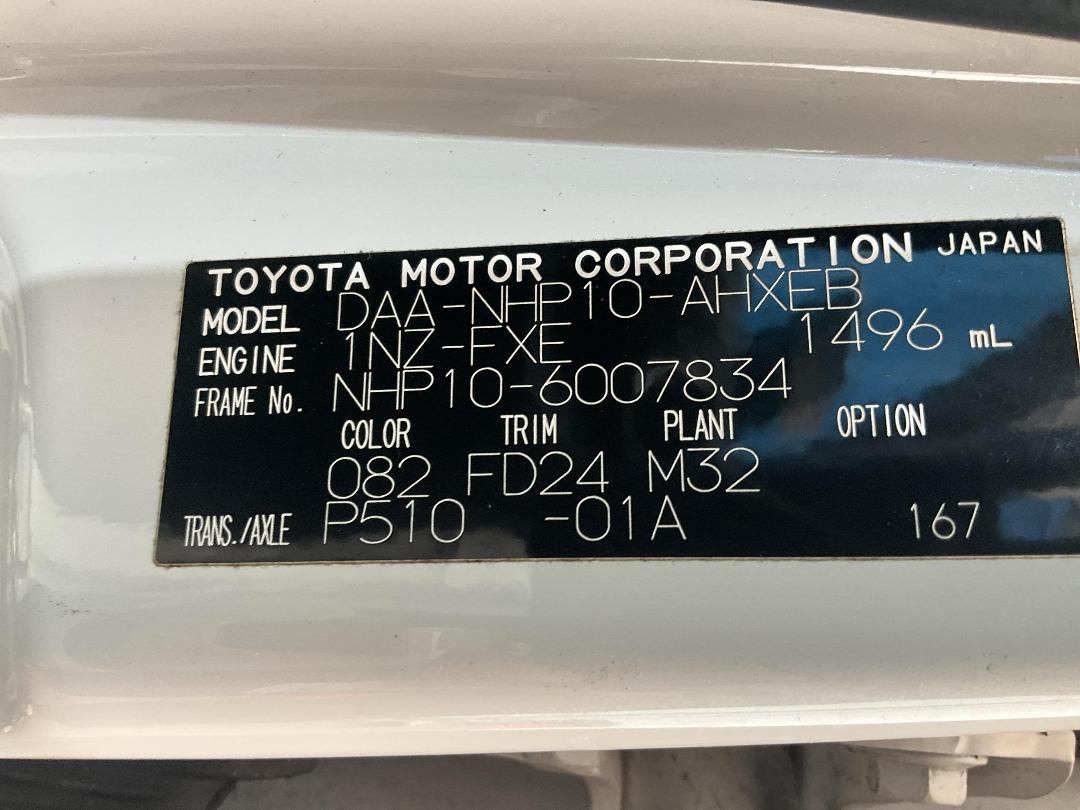 TOYOTA MOTOR CORPORATION JAPAN
MODEL DAA-NHP10-AHXEB
ENGINE 1NZ-FXE 1496 mL
FRAME No. NHP10-6007834
COLOR TRIM PLANT OPTION
082 FD24 M32
TRANS./AXLE P510 -01A 167